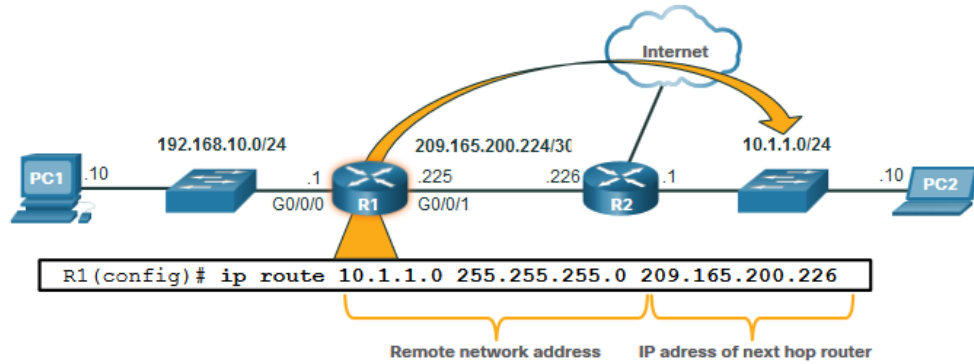 Internet
192.168.10.0/24
209.165.200.224/30
10.1.1.0/24
PC1
.10
.1
G0/0/0
R1
.225
G0/0/1
.226
R2
.1
.10
PC2
R1(config)# ip route 10.1.1.0 255.255.255.0 209.165.200.226
Remote network address
IP adress of next hop router